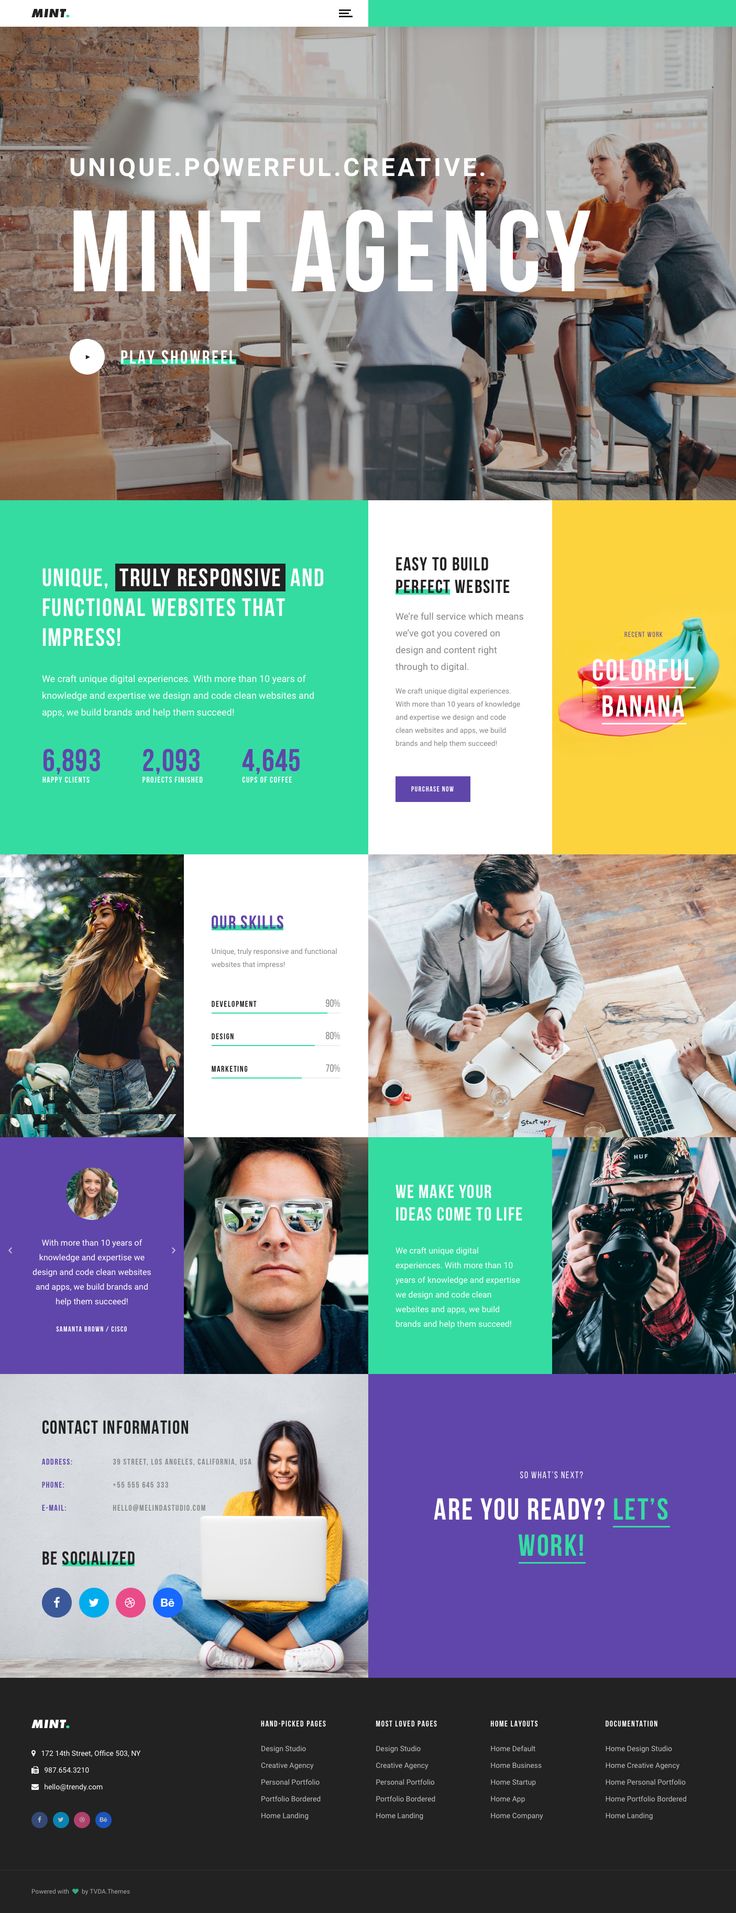 MINT.
UNIQUE.POWERFUL.CREATIVE.
MINT AGENCY
PLAY SHOWREEL
UNIQUE, TRULY RESPONSIVE AND
FUNCTIONAL WEBSITES THAT
IMPRESS!
We craft unique digital experiences. With more than 10 years of
knowledge and expertise we design and code clean websites and
apps, we build brands and help them succeed!
6,893 2,093 4,645
HAPPY CLIENTS PROJECTS FINISHED CUPS OF COFFEE
EASY TO BUILD
PERFECT WEBSITE
We're full service which means
we've got you covered on
design and content right
through to digital.
We craft unique digital experiences.
With more than 10 years of knowledge
and expertise we design and code
clean websites and apps, we build
brands and help them succeed!
PURCHASE NOW
RECENT WORK
COLORFUL
BANANA
OUR SKILLS
Unique, truly responsive and functional
websites that impress!
DEVELOPMENT 90%
DESIGN 80%
MARKETING 70%
Start up?
With more than 10 years of
knowledge and expertise we
design and code clean websites
and apps, we build brands and
help them succeed!
SAMANTA BROWN / CISCO
WE MAKE YOUR
IDEAS COME TO LIFE
We craft unique digital
experiences. With more than 10
years of knowledge and expertise
we design and code clean
websites and apps, we build
brands and help them succeed!
HUF
SONY
CONTACT INFORMATION
ADDRESS: 39 STREET, LOS ANGELES, CALIFORNIA, USA
PHONE: +55 555 645 333
E-MAIL: HELLO@MELINDASTUDIO.COM
BE SOCIALIZED
Bē
SO WHAT'S NEXT?
ARE YOU READY? LET'S
WORK!
MINT.
172 14th Street, Office 503, NY
987.654.3210
hello@trendy.com
Bē
HAND-PICKED PAGES
Design Studio
Creative Agency
Personal Portfolio
Portfolio Bordered
Home Landing
MOST LOVED PAGES
Design Studio
Creative Agency
Personal Portfolio
Portfolio Bordered
Home Landing
HOME LAYOUTS
Home Default
Home Business
Home Startup
Home App
Home Company
DOCUMENTATION
Home Design Studio
Home Creative Agency
Home Personal Portfolio
Home Portfolio Bordered
Home Landing
Powered with ♥ by TVDA.Themes